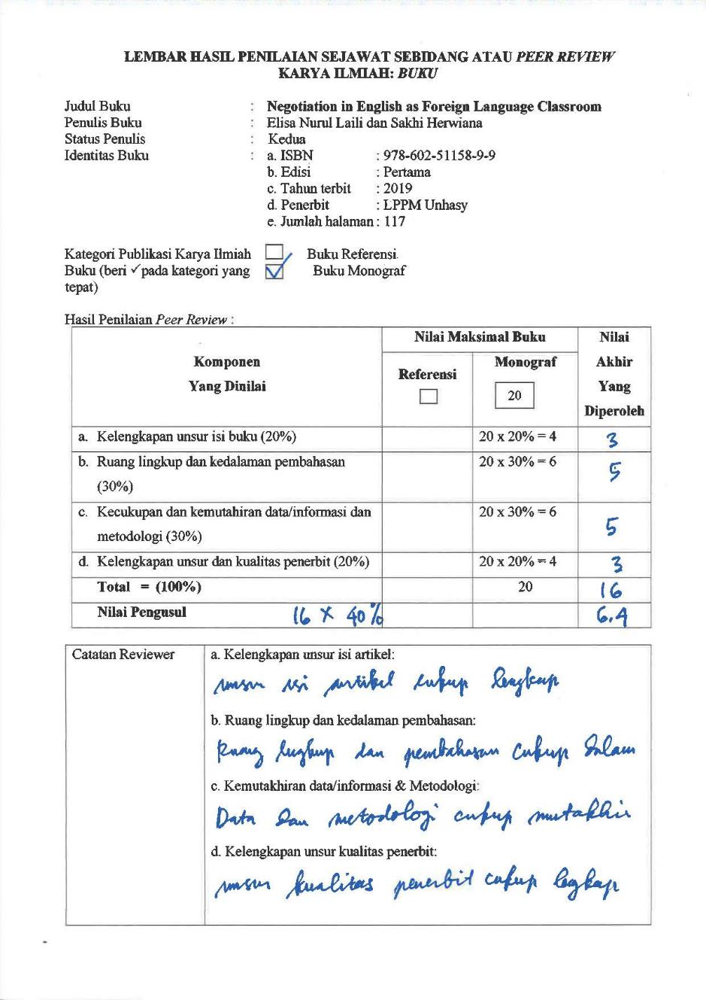 LEMBAR HASIL PENILAIAN SEJAWAT SEBIDANG ATAU PEER REVIEW
KARYA ILMIAH: BUKU
Judul Buku : Negotiation in English as Foreign Language Classroom
Penulis Buku : Elisa Nurul Laili dan Sakhi Herwiana
Status Penulis : Kedua
Identitas Buku : a. ISBN : 978-602-51158-9-9
b. Edisi : Pertama
c. Tahun terbit : 2019
d. Penerbit : LPPM Unhasy
e. Jumlah halaman : 117
Kategori Publikasi Karya Ilmiah Buku Referensi.
Buku (beri ✓pada kategori yang ✓ Buku Monograf
tepat)
Hasil Penilaian Peer Review :
Komponen
Yang Dinilai
Nilai Maksimal Buku
Referensi
Monograf
20
Nilai
Akhir
Yang
Diperoleh
a. Kelengkapan unsur isi buku (20%) 20 x 20% = 4 3
b. Ruang lingkup dan kedalaman pembahasan 20 x 30% = 6 5
(30%)
c. Kecukupan dan kemutahiran data/informasi dan 20 x 30% = 6 5
metodologi (30%)
d. Kelengkapan unsur dan kualitas penerbit (20%) 20 x 20% = 4 3
Total = (100%) 20 16
Nilai Pengusul 16 x 40% 6.4
Catatan Reviewer a. Kelengkapan unsur isi artikel:
unsur isi artikel cukup lengkap
b. Ruang lingkup dan kedalaman pembahasan:
Ruang lingkup dan pembahasan cukup dalam
c. Kemutakhiran data/informasi & Metodologi:
Data dan metodologi cukup mutakhir
d. Kelengkapan unsur kualitas penerbit:
unsur kualitas penerbit cukup lengkap